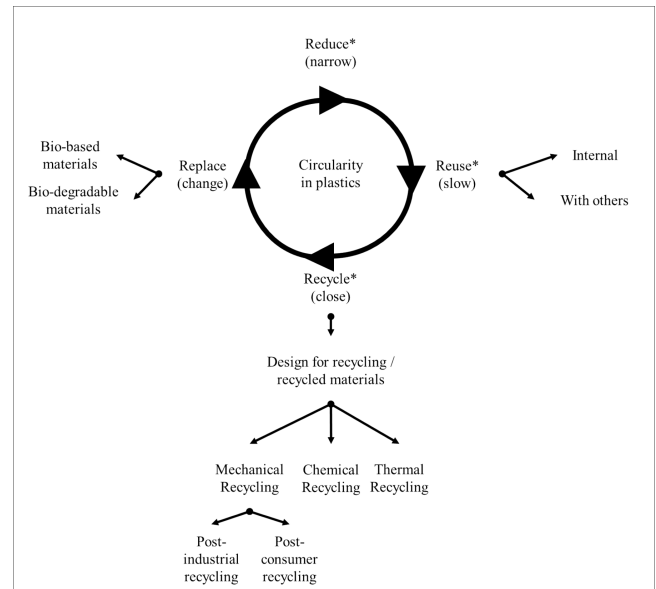 Reduce*
(narrow)
Bio-based
materials
Bio-degradable
materials
Replace
(change)
Circularity
in plastics
Reuse*
(slow)
Internal
With others
Recycle*
(close)
Design for recycling /
recycled materials
Mechanical
Recycling
Chemical
Recycling
Thermal
Recycling
Post-
industrial
recycling
Post-
consumer
recycling